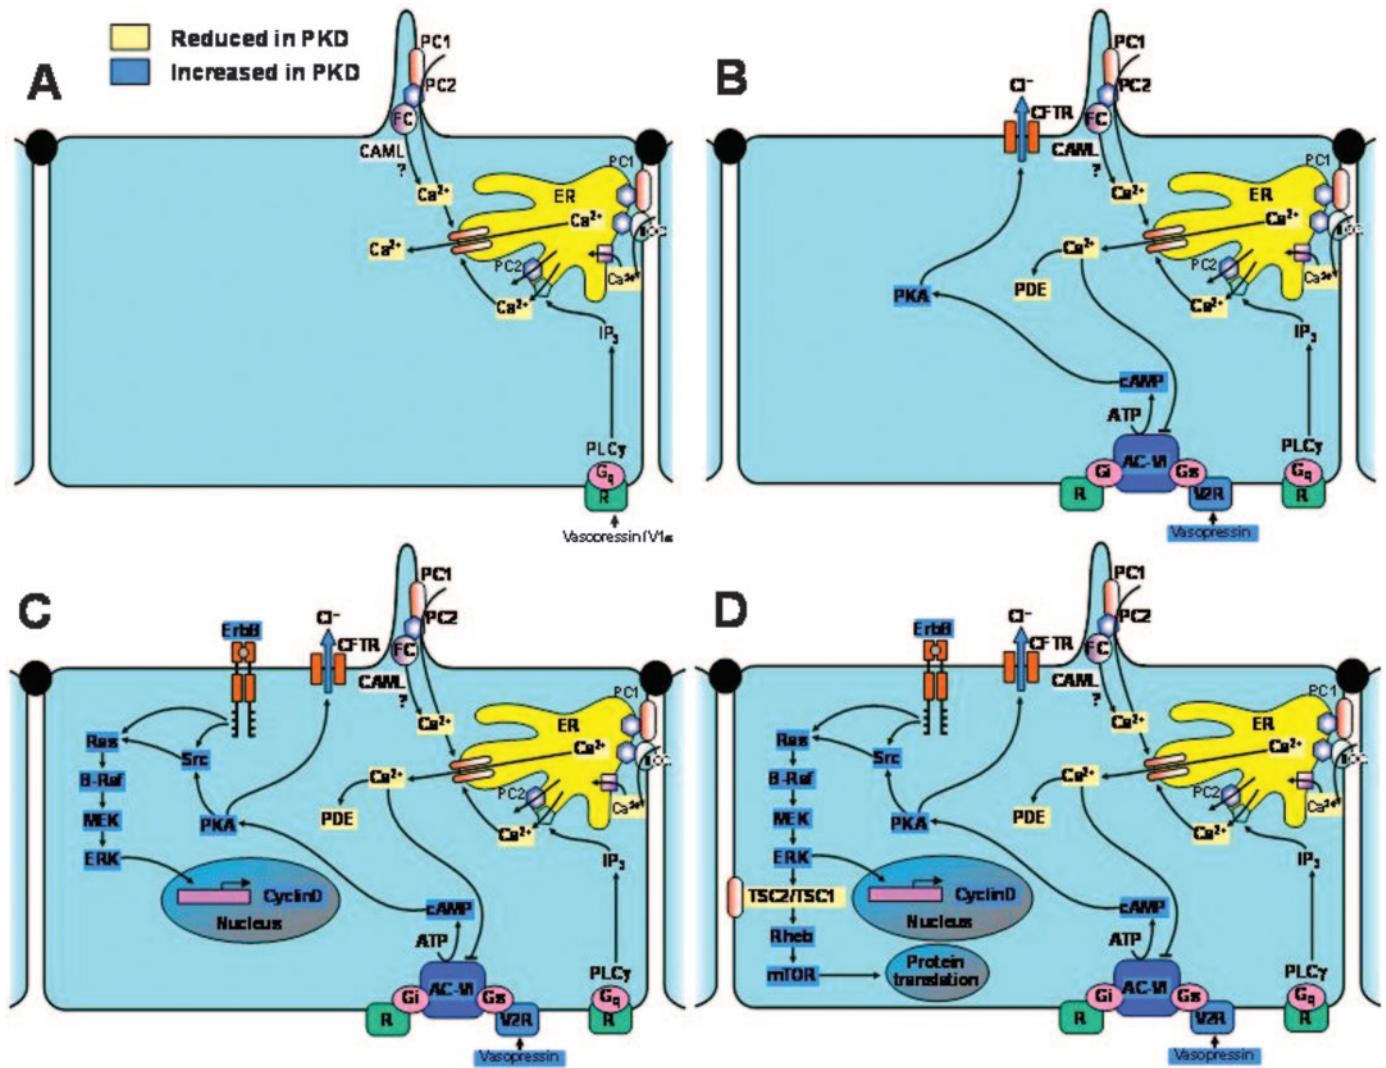 Reduced in PKD
Increased in PKD
A
PC1
PC2
FC
CAML
?
Ca2+
ER
Ca2+
Ca2+
PC1
PC2
Ca2+
IP3
PLCγ
Gq
R
Vasopressin
B
PC1
PC2
Cl−
CFTR
FC
CAML
?
Ca2+
ER
Ca2+
Ca2+
PC1
PC2
Ca2+
PDE
PKA
IP3
cAMP
ATP
PLCγ
Gi
AC-VI
Gs
Gq
R
V2R
R
Vasopressin
C
PC1
PC2
ErbB
Cl−
CFTR
FC
CAML
?
Ca2+
ER
Ca2+
Ca2+
PC1
PC2
Ca2+
Ras
Src
B-Raf
MEK
PKA
PDE
ERK
IP3
CyclinD
Nucleus
cAMP
ATP
PLCγ
Gi
AC-VI
Gs
Gq
R
V2R
R
Vasopressin
D
PC1
PC2
ErbB
Cl−
CFTR
FC
CAML
?
Ca2+
ER
Ca2+
Ca2+
PC1
PC2
Ca2+
Ras
Src
B-Raf
MEK
PKA
PDE
ERK
IP3
TSC2/TSC1
CyclinD
Nucleus
cAMP
Rheb
ATP
mTOR
Protein
translation
PLCγ
Gi
AC-VI
Gs
Gq
R
V2R
R
Vasopressin